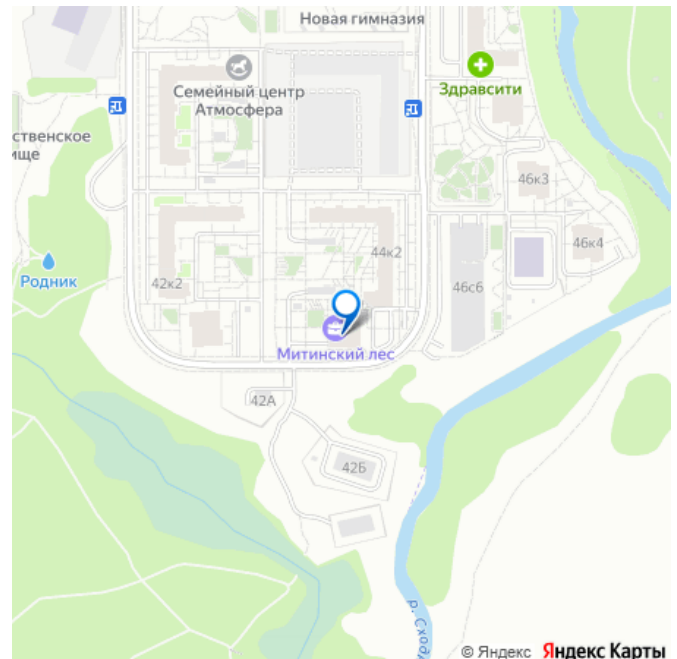 Новая гимназия
Семейный центр
Атмосфера
Здравсити
ственское
ище
46к3
46к4
44к2
42к2
46с6
Родник
Митинский лес
42А
42Б
р. Сход
© Яндекс Яндекс Карты